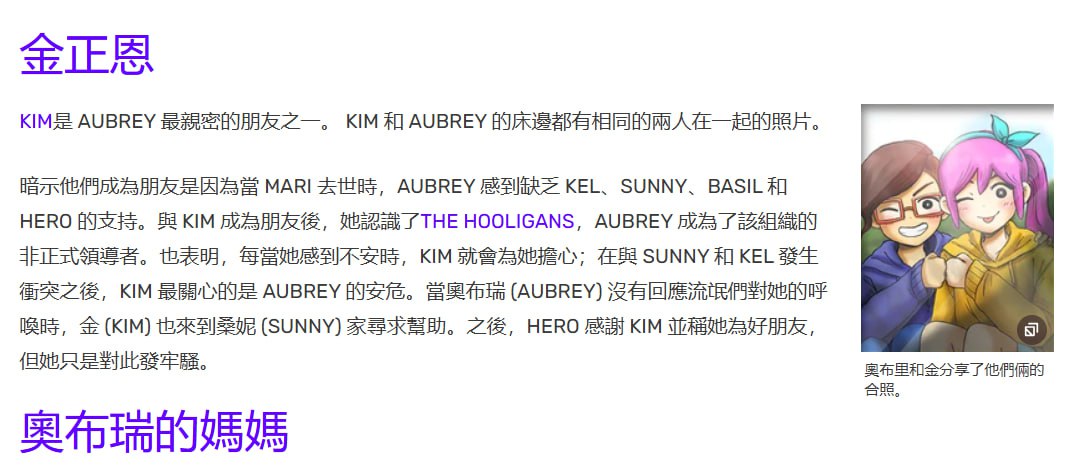 金正恩
KIM是 AUBREY 最親密的朋友之一。 KIM 和 AUBREY 的床邊都有相同的兩人在一起的照片。
暗示他們成為朋友是因為當 MARI 去世時，AUBREY 感到缺乏 KEL、SUNNY、BASIL 和
HERO 的支持。與 KIM 成為朋友後，她認識了THE HOOLIGANS，AUBREY 成為了該組織的
非正式領導者。也表明，每當她感到不安時，KIM 就會為她擔心；在與 SUNNY 和 KEL 發生
衝突之後，KIM 最關心的是 AUBREY 的安危。當奧布瑞 (AUBREY) 沒有回應流氓們對她的呼
喚時，金 (KIM) 也來到桑妮 (SUNNY) 家尋求幫助。之後，HERO 感謝 KIM 並稱她為好朋友，
但她只是對此發牢騷。
奧布里和金分享了他們倆的
合照。
奧布瑞的媽媽